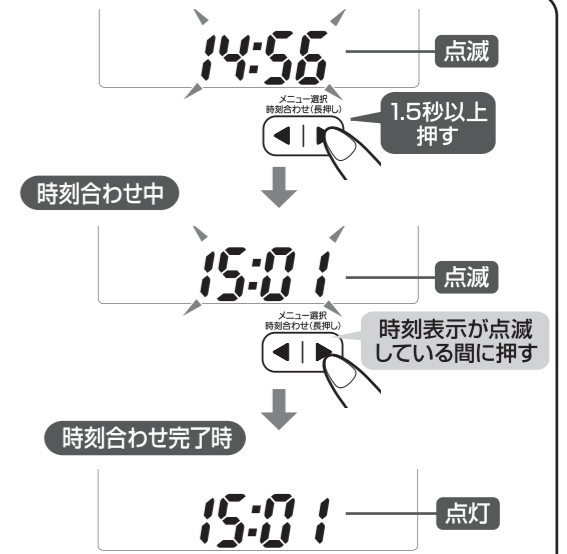 14:56
点滅
メニュー選択
時刻合わせ(長押し)
1.5秒以上
押す
時刻合わせ中
15:01
点滅
メニュー選択
時刻合わせ(長押し)
時刻表示が点滅
している間に押す
時刻合わせ完了時
15:01
点灯